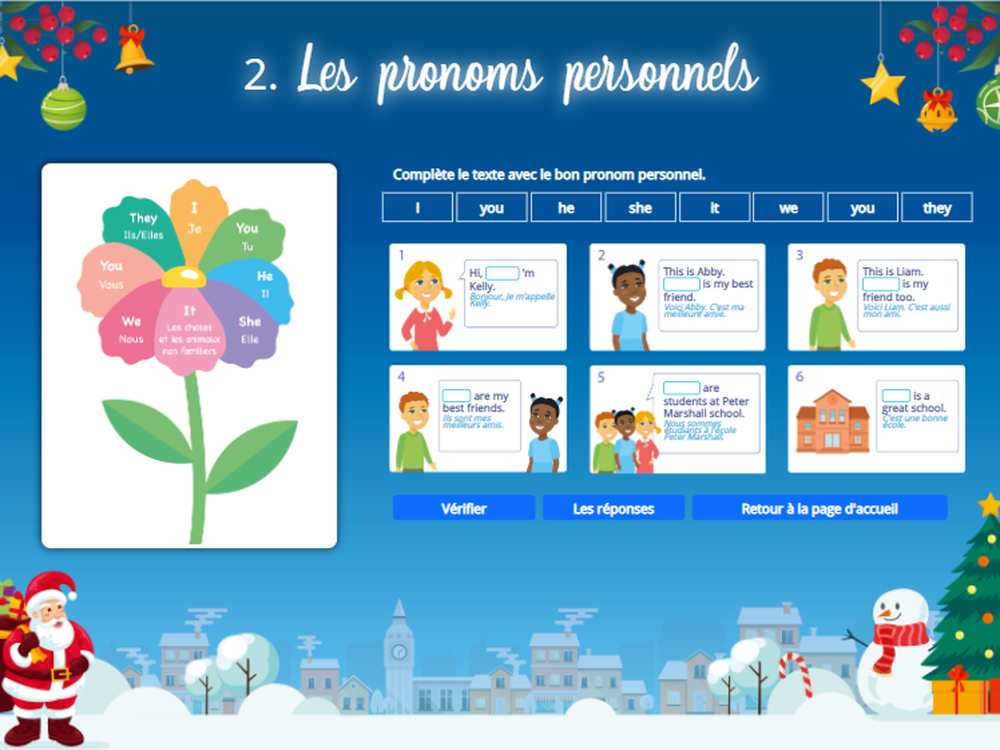 2. Les pronoms personnels
They
Ils/Elles
I
Je
You
Tu
You
Vous
He
Il
We
Nous
It
Les choses
et les animaux
non familiers
She
Elle
Complète le texte avec le bon pronom personnel.
I you he she it we you they
1
Hi, 'm
Kelly.
Bonjour, Je m'appelle
Kelly.
2
This is Abby.
is my best
friend.
Voici Abby. C'est ma
meilleure amie.
3
This is Liam.
is my
friend too.
Voici Liam. C'est aussi
mon ami.
4
are my
best friends.
Ils sont mes
meilleurs amis.
5
are
students at Peter
Marshall school.
Nous sommes
étudiants à l'école
Peter Marshall.
6
is a
great school.
C'est une bonne
école.
Vérifier
Les réponses
Retour à la page d'accueil